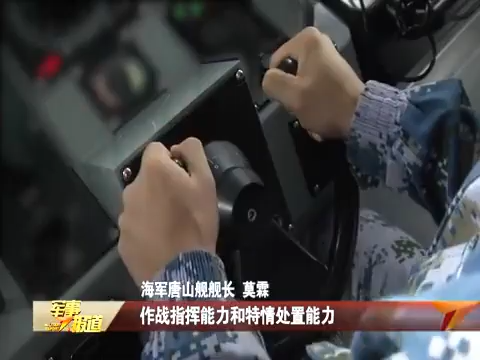 海军唐山舰舰长 莫霖
军事报道
作战指挥能力和特情处置能力